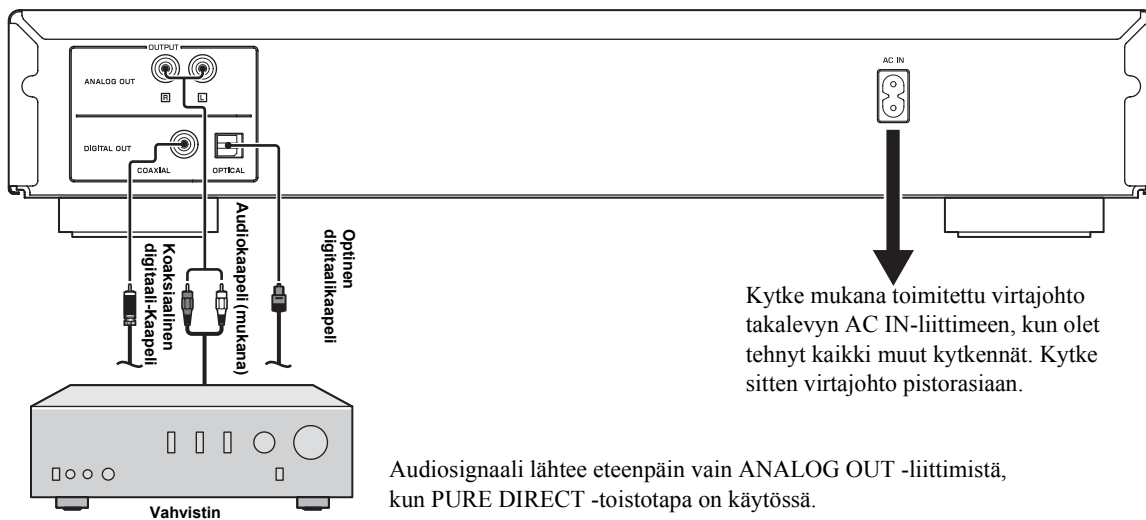 OUTPUT
ANALOG OUT
R L
DIGITAL OUT
COAXIAL OPTICAL
AC IN
Koaksiaalinen
digitaali-Kaapeli
Audiokaapeli (mukana)
Optinen
digitaalikaapeli
Kytke mukana toimitettu virtajohto
takalevyn AC IN-liittimeen, kun olet
tehnyt kaikki muut kytkennät. Kytke
sitten virtajohto pistorasiaan.
Audiosignaali lähtee eteenpäin vain ANALOG OUT -liittimistä,
kun PURE DIRECT -toistotapa on käytössä.
Vahvistin